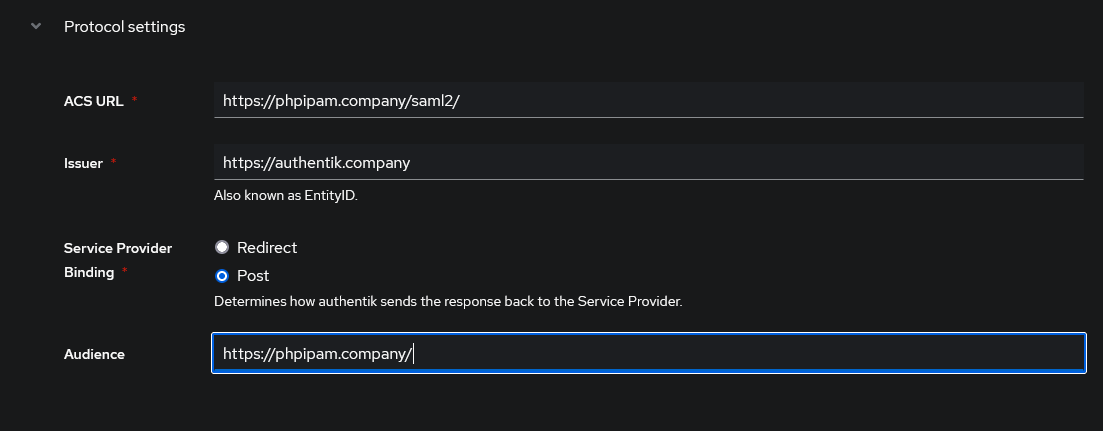 Protocol settings
ACS URL *
https://phpipam.company/saml2/
Issuer *
https://authentik.company
Also known as EntityID.
Service Provider
Binding *
Redirect
Post
Determines how authentik sends the response back to the Service Provider.
Audience
https://phpipam.company/